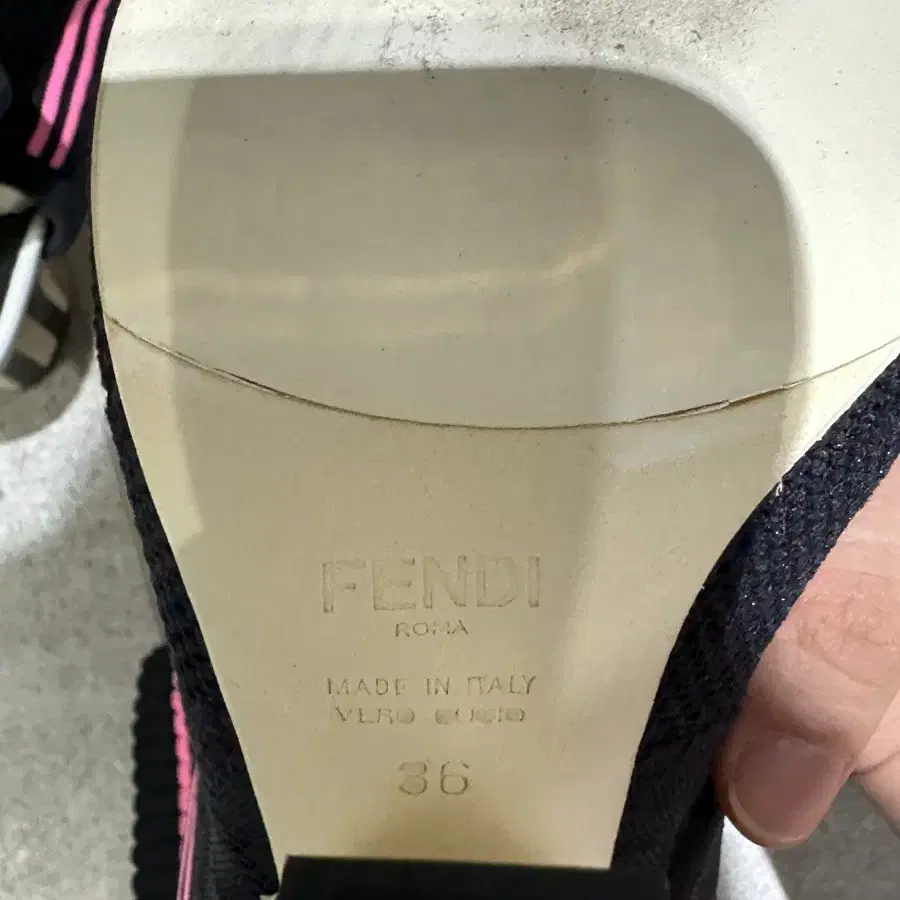 FENDI
ROMA
MADE IN ITALY
VERO CUOIO
36